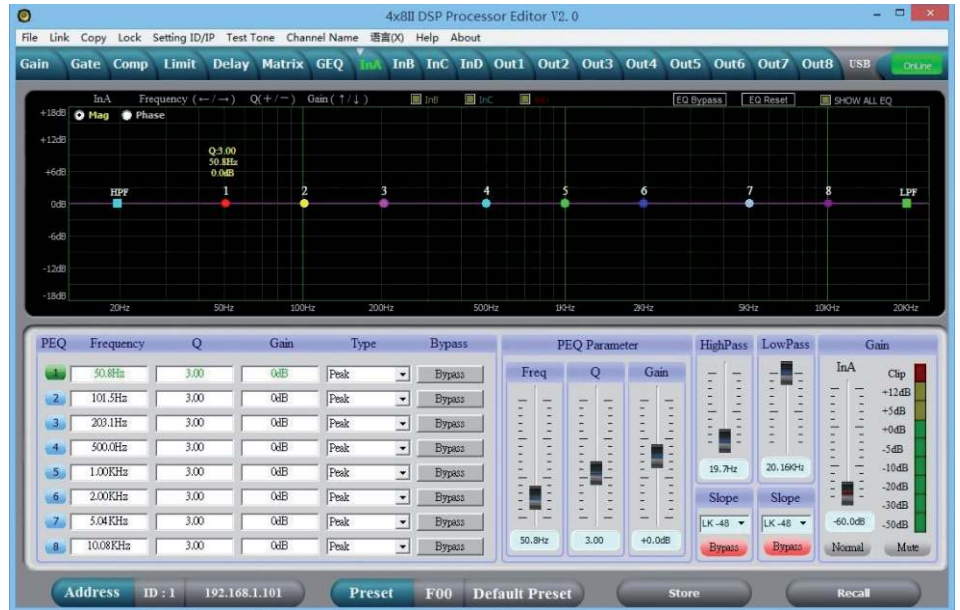 4x8II DSP Processor Editor V2.0
File Link Copy Lock Setting ID/IP Test Tone Channel Name 语言(X) Help About
Gain Gate Comp Limit Delay Matrix GEQ InA InB InC InD Out1 Out2 Out3 Out4 Out5 Out6 Out7 Out8 USB OnLine
InA Frequency (←/→) Q(+/−) Gain(↑/↓) InB InC EQ Bypass EQ Reset SHOW ALL EQ
+18dB Mag Phase
+12dB
Q:3.00
50.8Hz
+6dB 0.0dB
HPF 1 2 3 4 5 6 7 8 LPF
0dB
-6dB
-12dB
-18dB
20Hz 50Hz 100Hz 200Hz 500Hz 1KHz 2KHz 5KHz 10KHz 20KHz
PEQ Frequency Q Gain Type Bypass PEQ Parameter HighPass LowPass Gain
1 50.8Hz 3.00 0dB Peak Bypass
2 101.5Hz 3.00 0dB Peak Bypass
3 203.1Hz 3.00 0dB Peak Bypass
4 500.0Hz 3.00 0dB Peak Bypass
5 1.00KHz 3.00 0dB Peak Bypass
6 2.00KHz 3.00 0dB Peak Bypass
7 5.04KHz 3.00 0dB Peak Bypass
8 10.08KHz 3.00 0dB Peak Bypass
Freq Q Gain
50.8Hz 3.00 +0.0dB
19.7Hz 20.16KHz
Slope Slope
LK-48 LK-48
Bypass Bypass
InA Clip
+12dB
+5dB
+0dB
-5dB
-10dB
-20dB
-30dB
-60.0dB -50dB
Normal Mute
Address ID : 1 192.168.1.101 Preset F00 Default Preset Store Recall